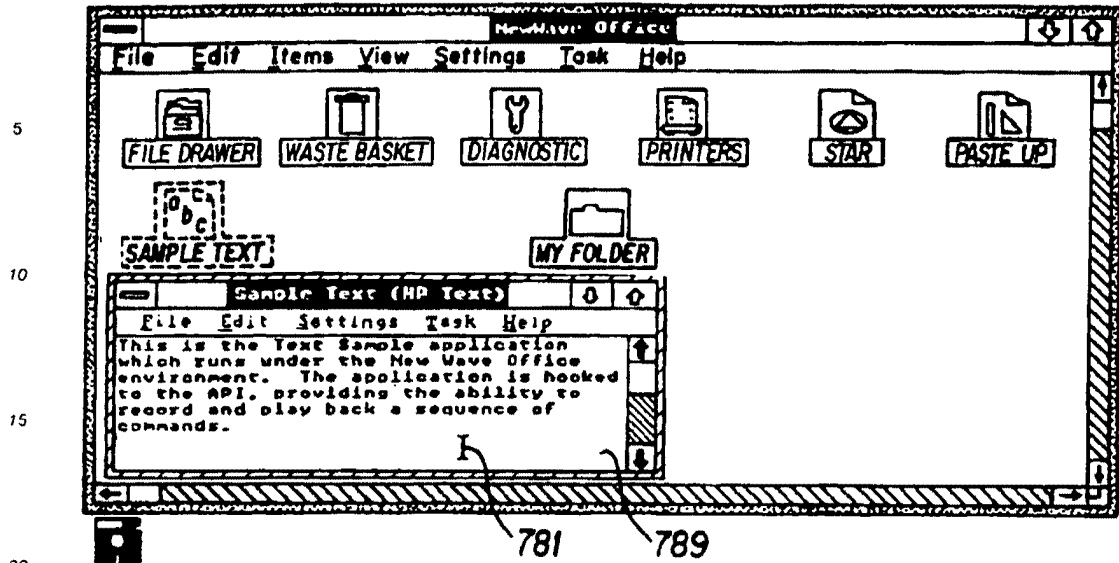 NewWave Office
File Edit Items View Settings Task Help
5
FILE DRAWER WASTE BASKET DIAGNOSTIC PRINTERS STAR PASTE UP
a b c
SAMPLE TEXT MY FOLDER
10
Sample Text (HP Text)
File Edit Settings Task Help
This is the Text Sample application
which runs under the New Wave Office
environment. The application is hooked
to the API, providing the ability to
record and play back a sequence of
commands.
15
781 789